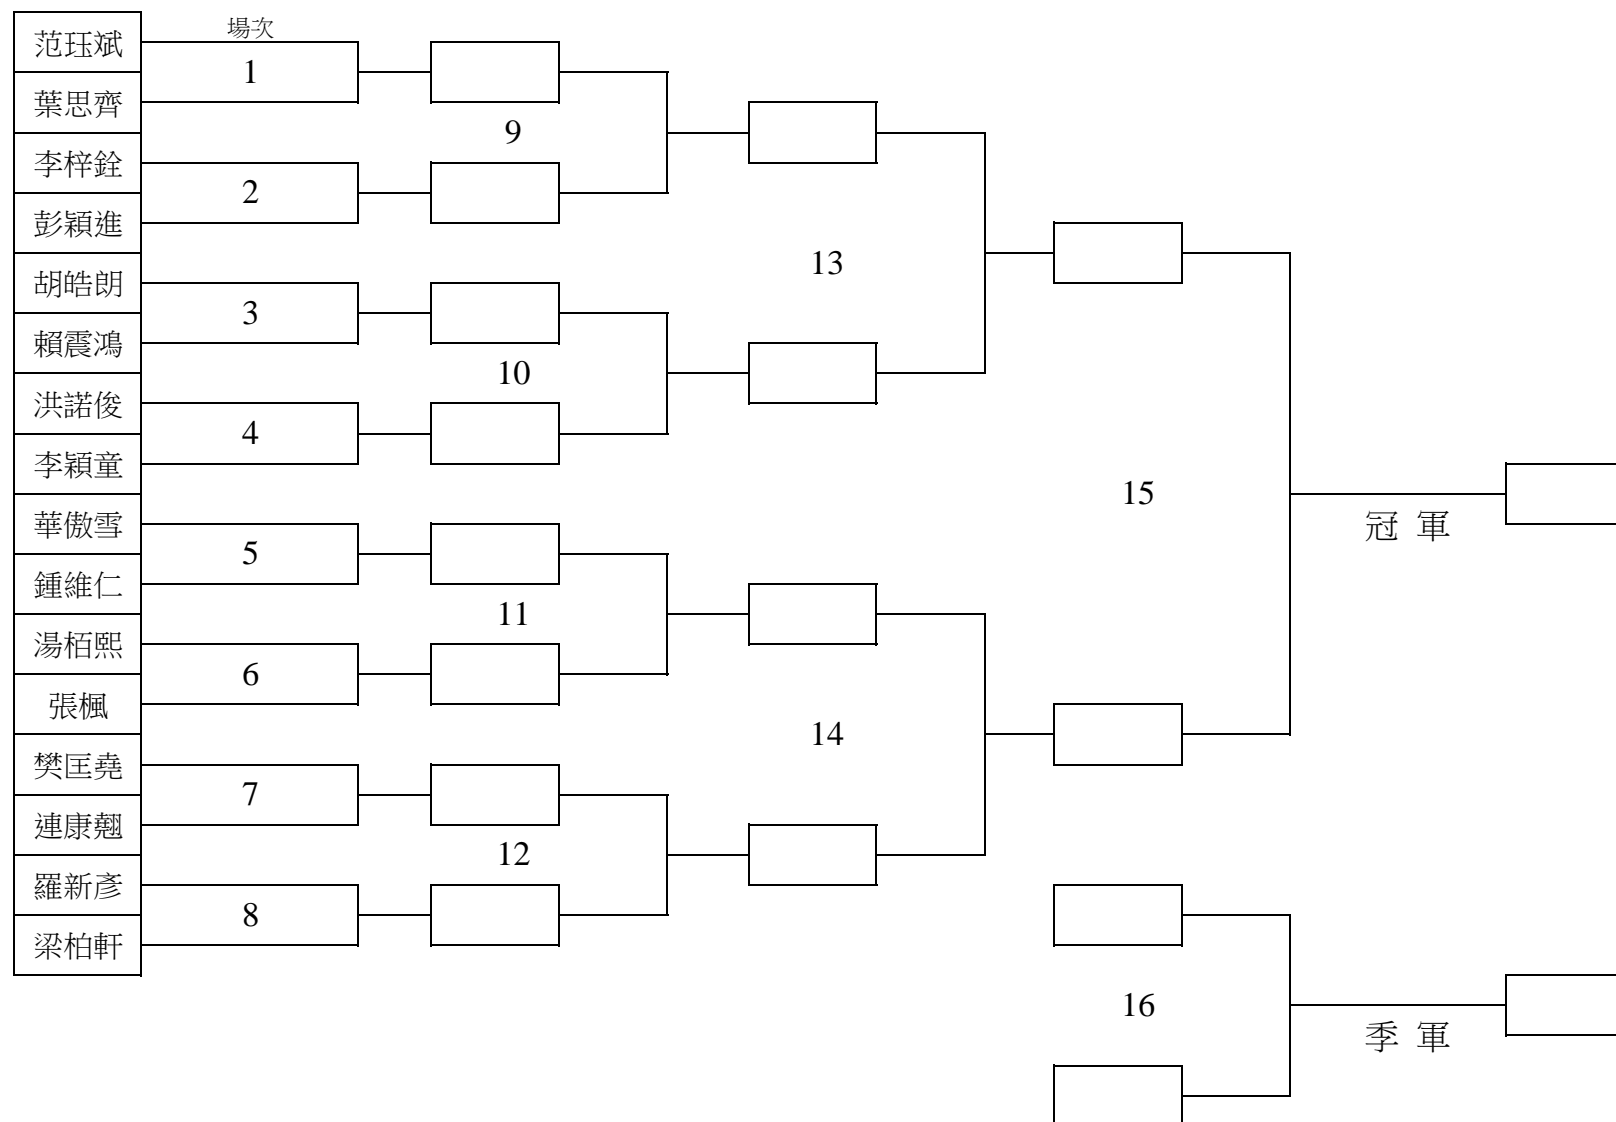 范珏斌
葉思齊
李梓銓
彭穎進
胡皓朗
賴震鴻
洪諾俊
李穎童
華傲雪
鍾維仁
湯栢熙
張楓
樊匡堯
連康翹
羅新彥
梁柏軒
場次
1
2
3
4
5
6
7
8
9
10
11
12
13
14
15
冠 軍
16
季 軍